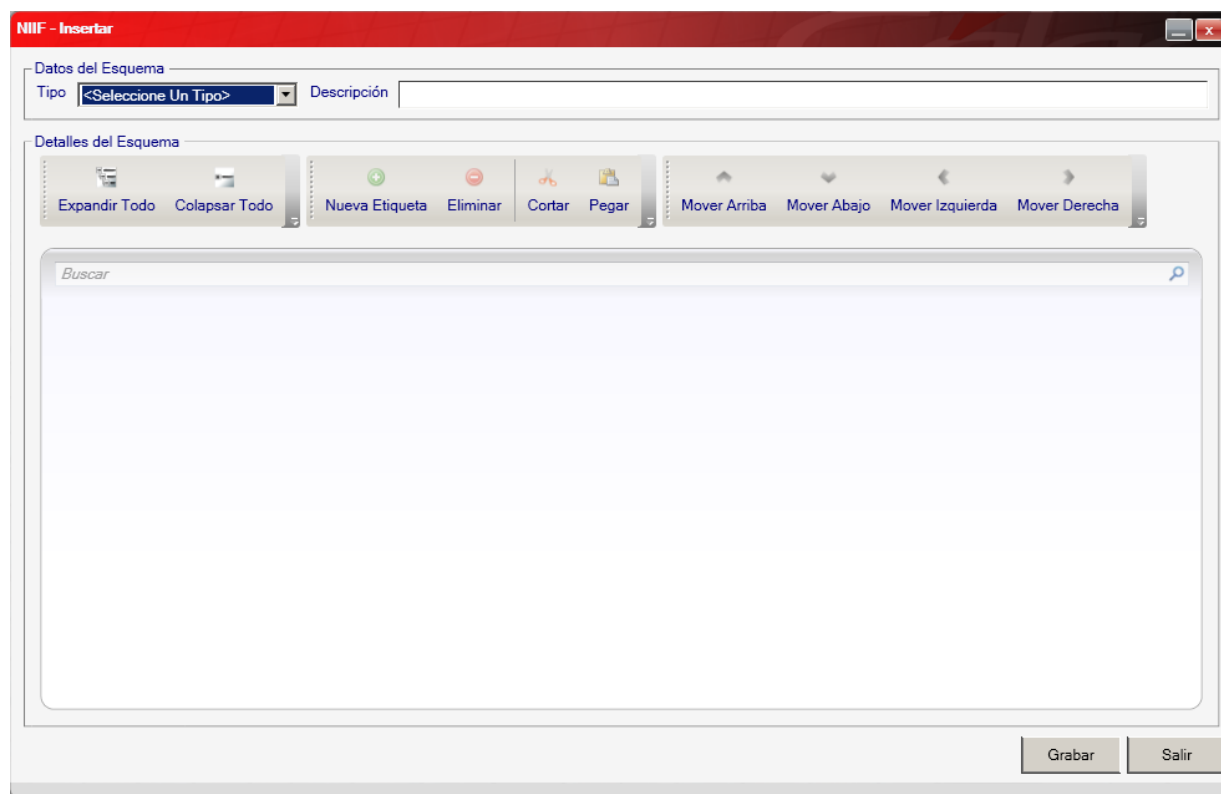 NIIF - Insertar
Datos del Esquema
Tipo <Seleccione Un Tipo> Descripción
Detalles del Esquema
Expandir Todo Colapsar Todo Nueva Etiqueta Eliminar Cortar Pegar Mover Arriba Mover Abajo Mover Izquierda Mover Derecha
Buscar
Grabar Salir